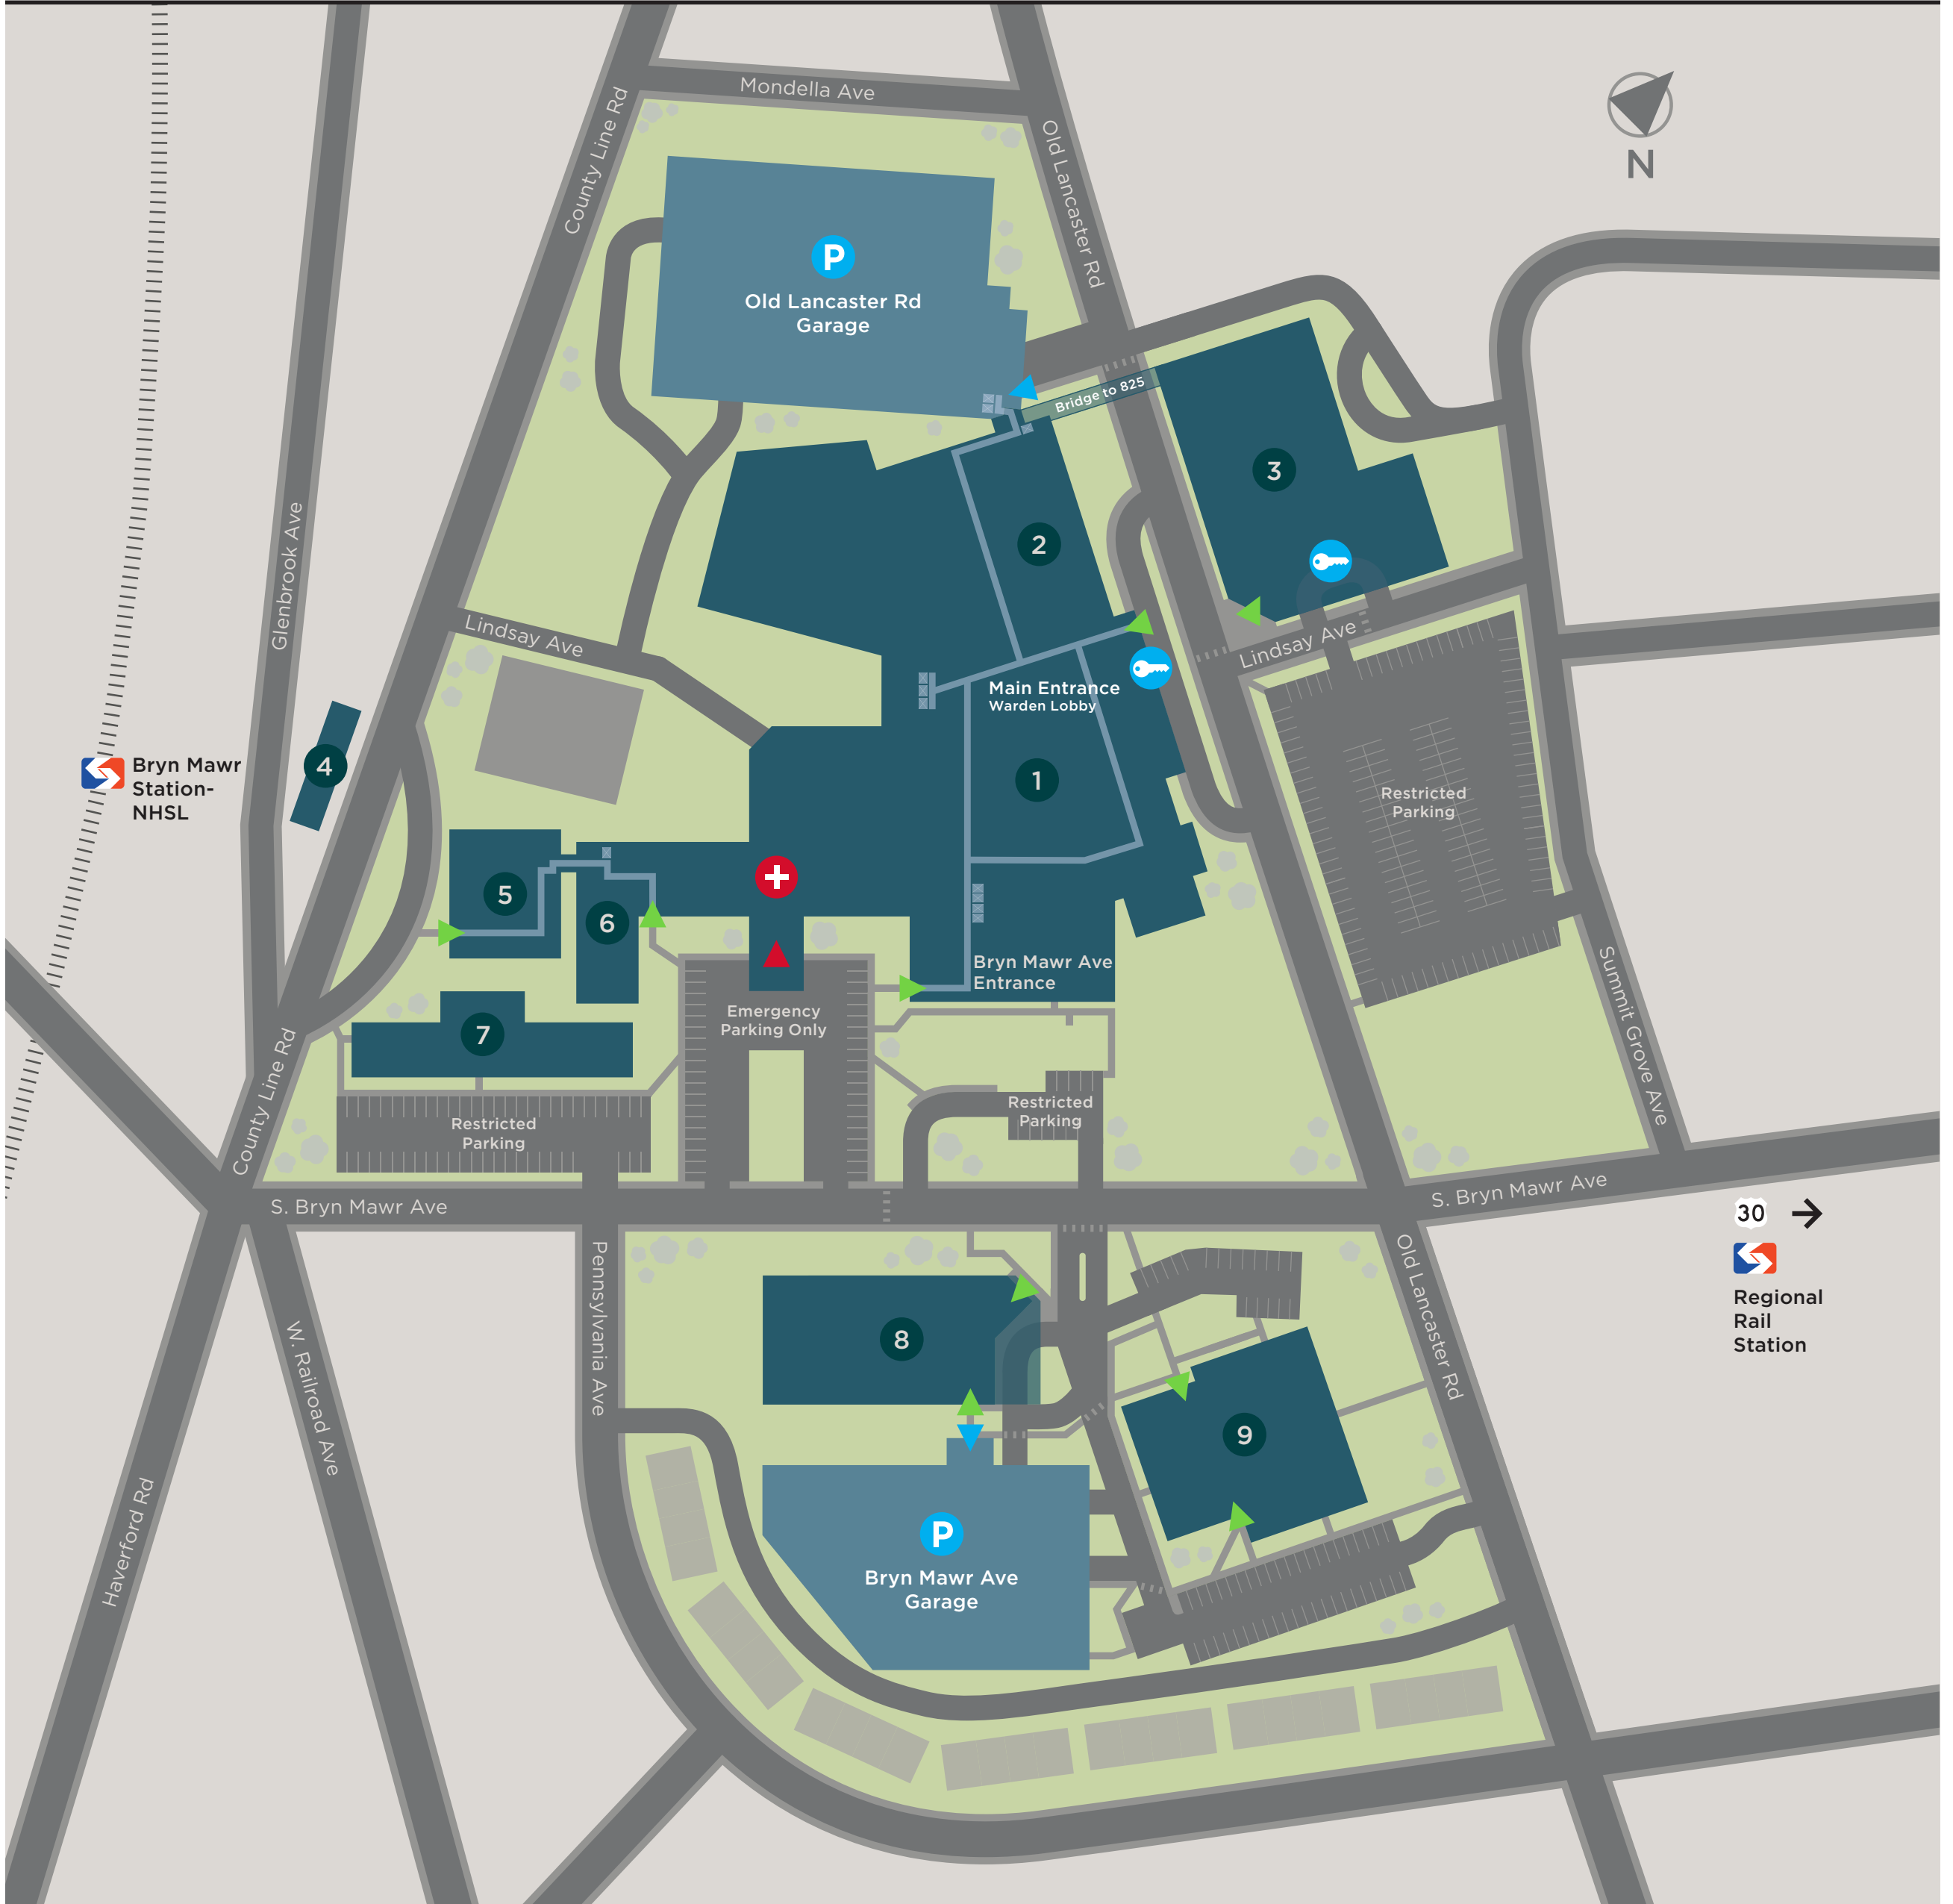 Mondella Ave
County Line Rd
Old Lancaster Rd
N
P
Old Lancaster Rd
Garage
Bridge to 825
3
2
Glenbrook Ave
Lindsay Ave
Lindsay Ave
Main Entrance
Warden Lobby
Bryn Mawr
Station-
NHSL
4
1
Restricted
Parking
5
6
Bryn Mawr Ave
Entrance
Emergency
Parking Only
7
Summit Grove Ave
County Line Rd
Restricted
Parking
Restricted
Parking
S. Bryn Mawr Ave
S. Bryn Mawr Ave
30
Regional
Rail
Station
Pennsylvania Ave
Old Lancaster Rd
W. Railroad Ave
8
9
Haverford Rd
P
Bryn Mawr Ave
Garage